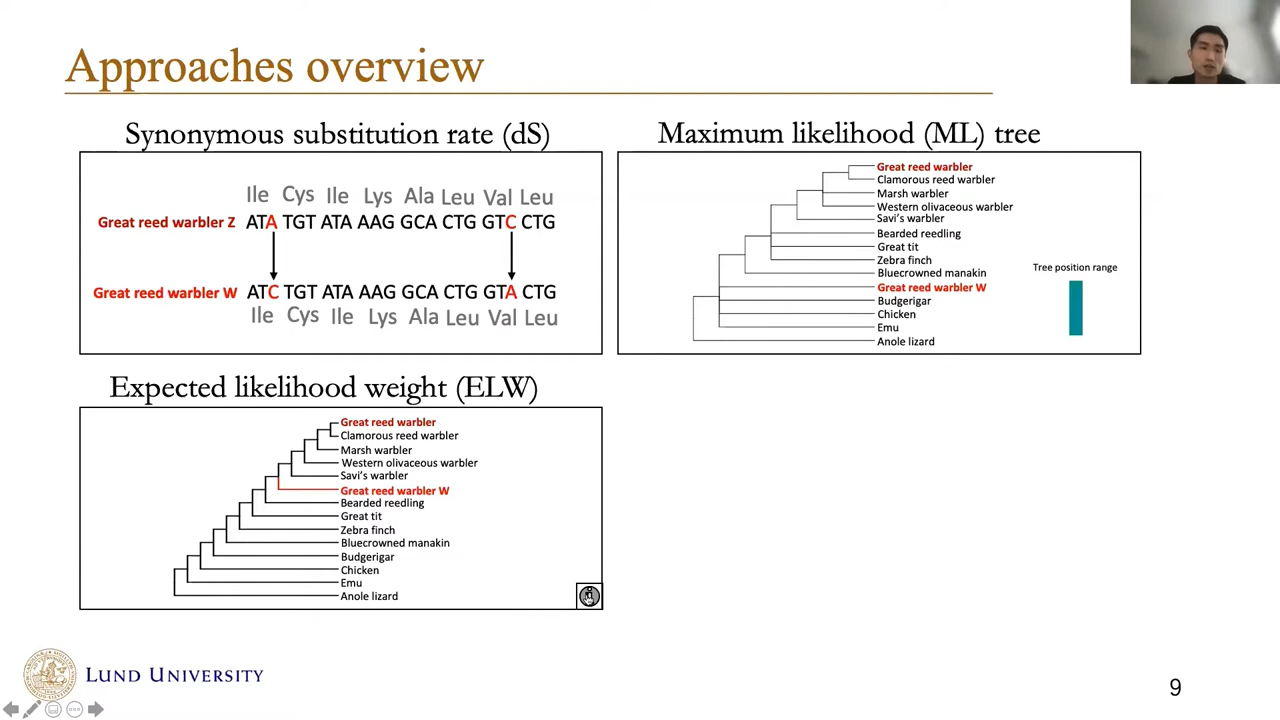 Approaches overview
Synonymous substitution rate (dS)
Ile Cys Ile Lys Ala Leu Val Leu
Great reed warbler Z ATA TGT ATA AAG GCA CTG GTC CTG
Great reed warbler W ATC TGT ATA AAG GCA CTG GTA CTG
Ile Cys Ile Lys Ala Leu Val Leu
Maximum likelihood (ML) tree
Great reed warbler
Clamorous reed warbler
Marsh warbler
Western olivaceous warbler
Savi's warbler
Bearded reedling
Great tit
Zebra finch
Bluecrowned manakin
Great reed warbler W
Budgerigar
Chicken
Emu
Anole lizard
Tree position range
Expected likelihood weight (ELW)
Great reed warbler
Clamorous reed warbler
Marsh warbler
Western olivaceous warbler
Savi's warbler
Great reed warbler W
Bearded reedling
Great tit
Zebra finch
Bluecrowned manakin
Budgerigar
Chicken
Emu
Anole lizard
LUND UNIVERSITY
9